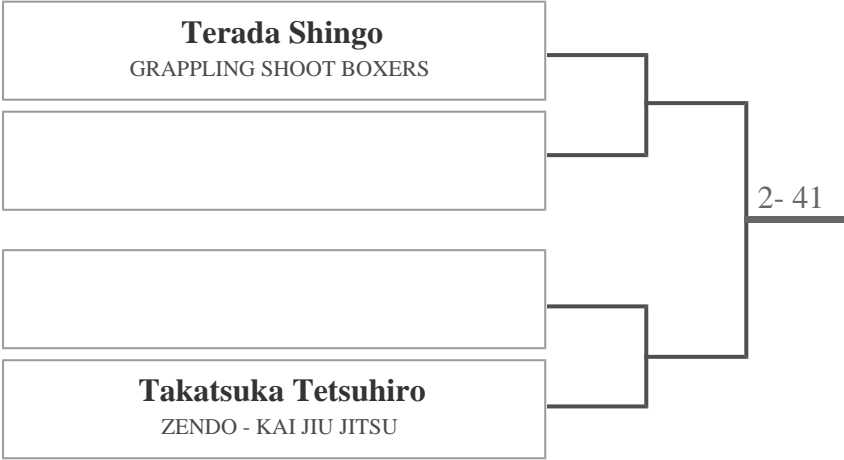 Terada Shingo
GRAPPLING SHOOT BOXERS
2- 41
Takatsuka Tetsuhiro
ZENDO - KAI JIU JITSU